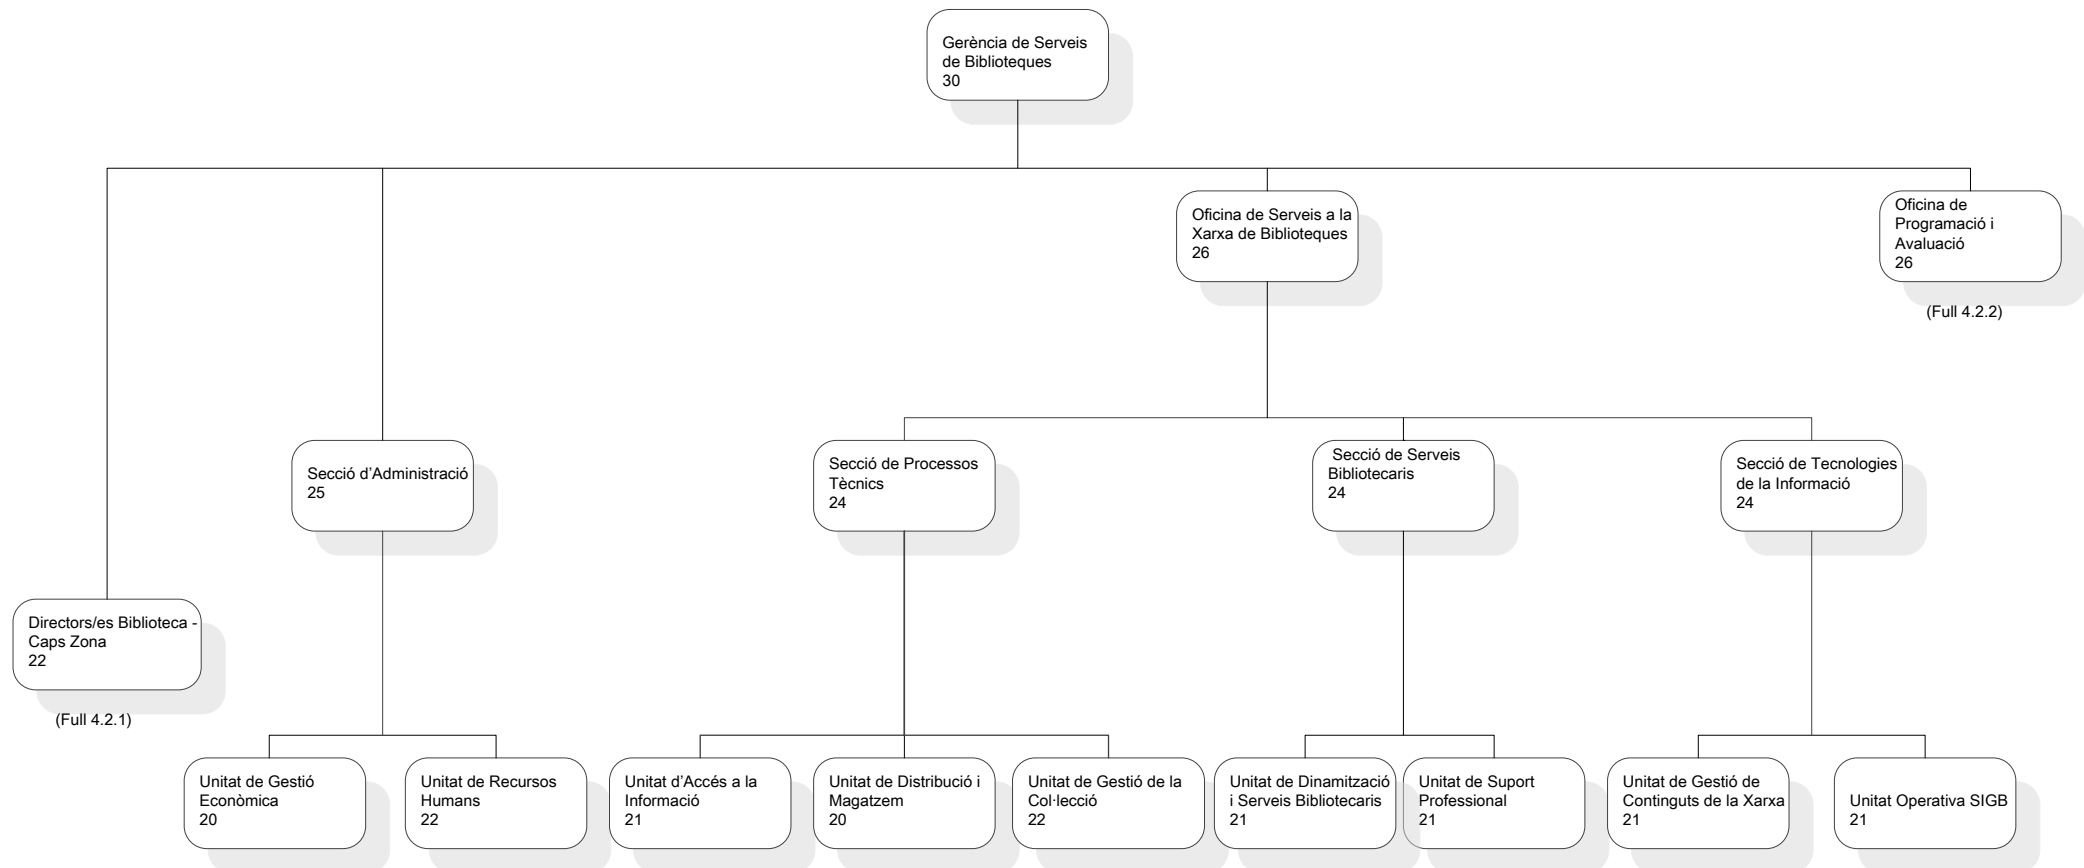 Gerència de Serveis
de Biblioteques
30
Oficina de Serveis a la
Xarxa de Biblioteques
26
Oficina de
Programació i
Avaluació
26
(Full 4.2.2)
Secció d’Administració
25
Secció de Processos
Tècnics
24
Secció de Serveis
Bibliotecaris
24
Secció de Tecnologies
de la Informació
24
Directors/es Biblioteca -
Caps Zona
22
(Full 4.2.1)
Unitat de Gestió
Econòmica
20
Unitat de Recursos
Humans
22
Unitat d’Accés a la
Informació
21
Unitat de Distribució i
Magatzem
20
Unitat de Gestió de la
Col·lecció
22
Unitat de Dinamització
i Serveis Bibliotecaris
21
Unitat de Suport
Professional
21
Unitat de Gestió de
Continguts de la Xarxa
21
Unitat Operativa SIGB
21